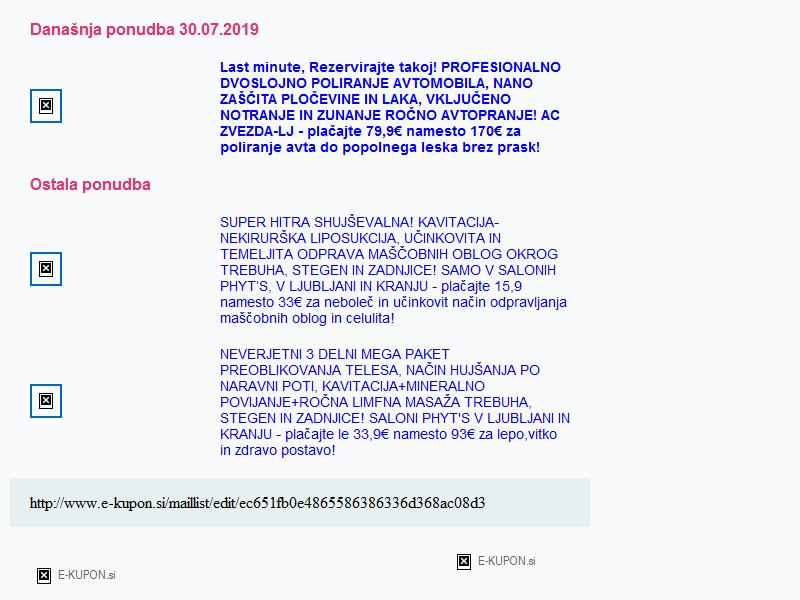 Današnja ponudba 30.07.2019
Last minute, Rezervirajte takoj! PROFESIONALNO
DVOSLOJNO POLIRANJE AVTOMOBILA, NANO
ZAŠČITA PLOČEVINE IN LAKA, VKLJUČENO
NOTRANJE IN ZUNANJE ROČNO AVTOPRANJE! AC
ZVEZDA-LJ - plačajte 79,9€ namesto 170€ za
poliranje avta do popolnega leska brez prask!
Ostala ponudba
SUPER HITRA SHUJŠEVALNA! KAVITACIJA-
NEKIRURŠKA LIPOSUKCIJA, UČINKOVITA IN
TEMELJITA ODPRAVA MAŠČOBNIH OBLOG OKROG
TREBUHA, STEGEN IN ZADNJICE! SAMO V SALONIH
PHYT'S, V LJUBLJANI IN KRANJU - plačajte 15,9
namesto 33€ za neboleč in učinkovit način odpravljanja
maščobnih oblog in celulita!
NEVERJETNI 3 DELNI MEGA PAKET
PREOBLIKOVANJA TELESA, NAČIN HUJŠANJA PO
NARAVNI POTI, KAVITACIJA+MINERALNO
POVIJANJE+ROČNA LIMFNA MASAŽA TREBUHA,
STEGEN IN ZADNJICE! SALONI PHYT'S V LJUBLJANI IN
KRANJU - plačajte le 33,9€ namesto 93€ za lepo,vitko
in zdravo postavo!
http://www.e-kupon.si/maillist/edit/ec651fb0e4865586386336d368ac08d3
E-KUPON.si
E-KUPON.si